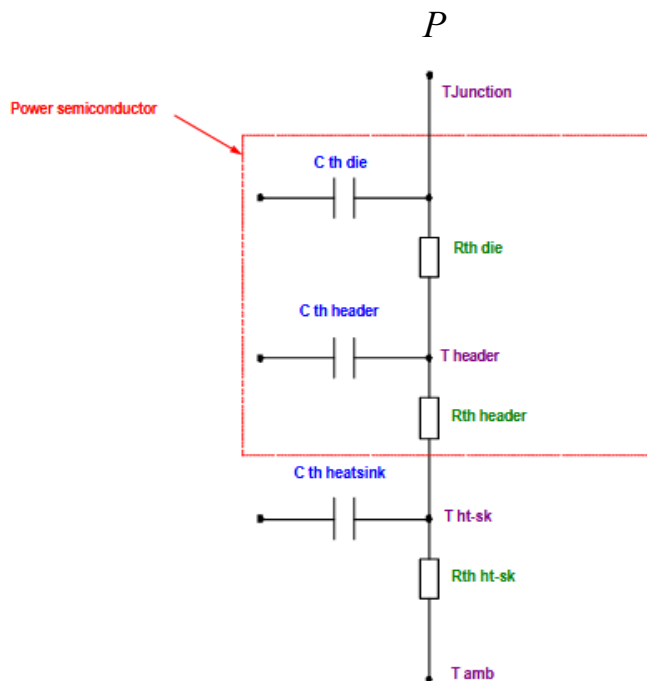 P
TJunction
Power semiconductor
C th die
Rth die
C th header
T header
Rth header
C th heatsink
T ht-sk
Rth ht-sk
T amb